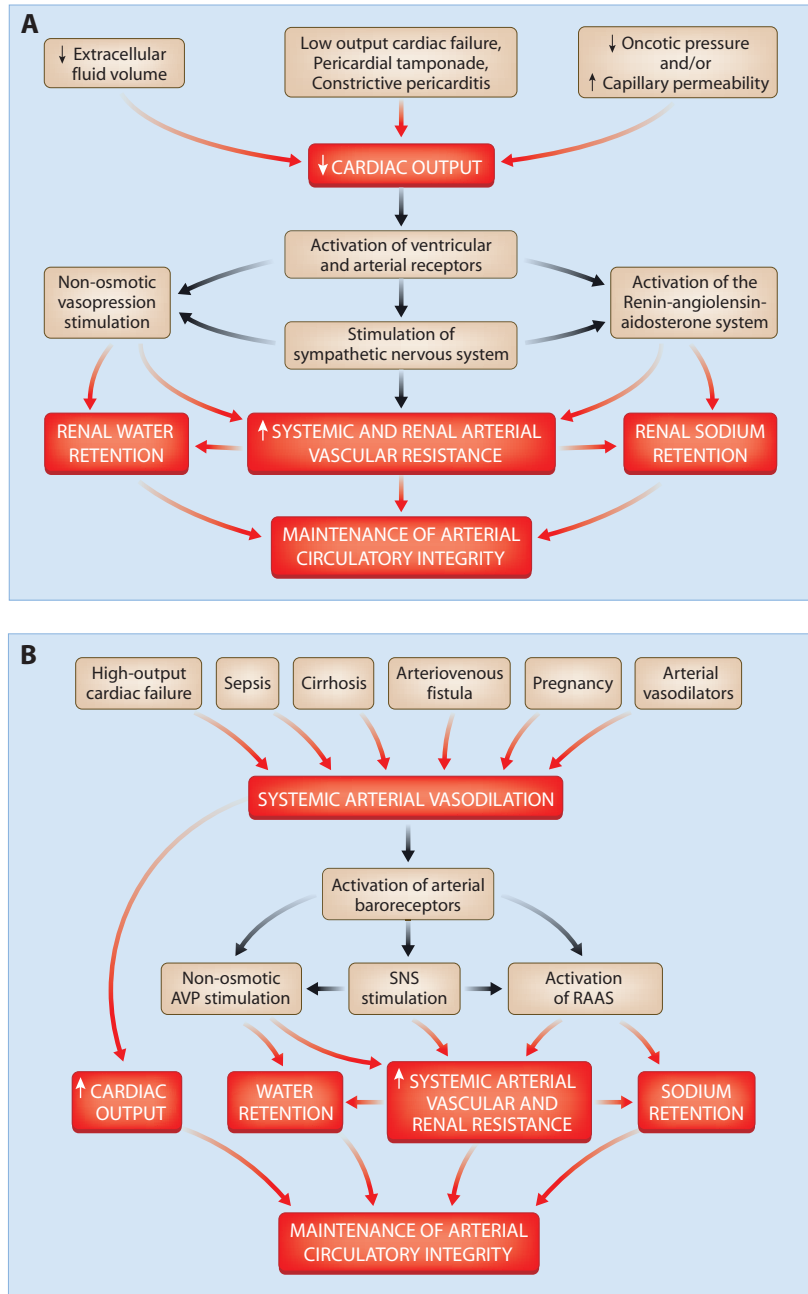 A
↓ Extracellular
fluid volume
Low output cardiac failure,
Pericardial tamponade,
Constrictive pericarditis
↓ Oncotic pressure
and/or
↑ Capillary permeability
↓ CARDIAC OUTPUT
Activation of ventricular
and arterial receptors
Non-osmotic
vasopression
stimulation
Stimulation of
sympathetic nervous system
Activation of the
Renin-angiolensin-
aidosterone system
RENAL WATER
RETENTION
↑ SYSTEMIC AND RENAL ARTERIAL
VASCULAR RESISTANCE
RENAL SODIUM
RETENTION
MAINTENANCE OF ARTERIAL
CIRCULATORY INTEGRITY
B
High-output
cardiac failure
Sepsis
Cirrhosis
Arteriovenous
fistula
Pregnancy
Arterial
vasodilators
SYSTEMIC ARTERIAL VASODILATION
Activation of arterial
baroreceptors
Non-osmotic
AVP stimulation
SNS
stimulation
Activation
of RAAS
↑ CARDIAC
OUTPUT
WATER
RETENTION
↑ SYSTEMIC ARTERIAL
VASCULAR AND
RENAL RESISTANCE
SODIUM
RETENTION
MAINTENANCE OF ARTERIAL
CIRCULATORY INTEGRITY